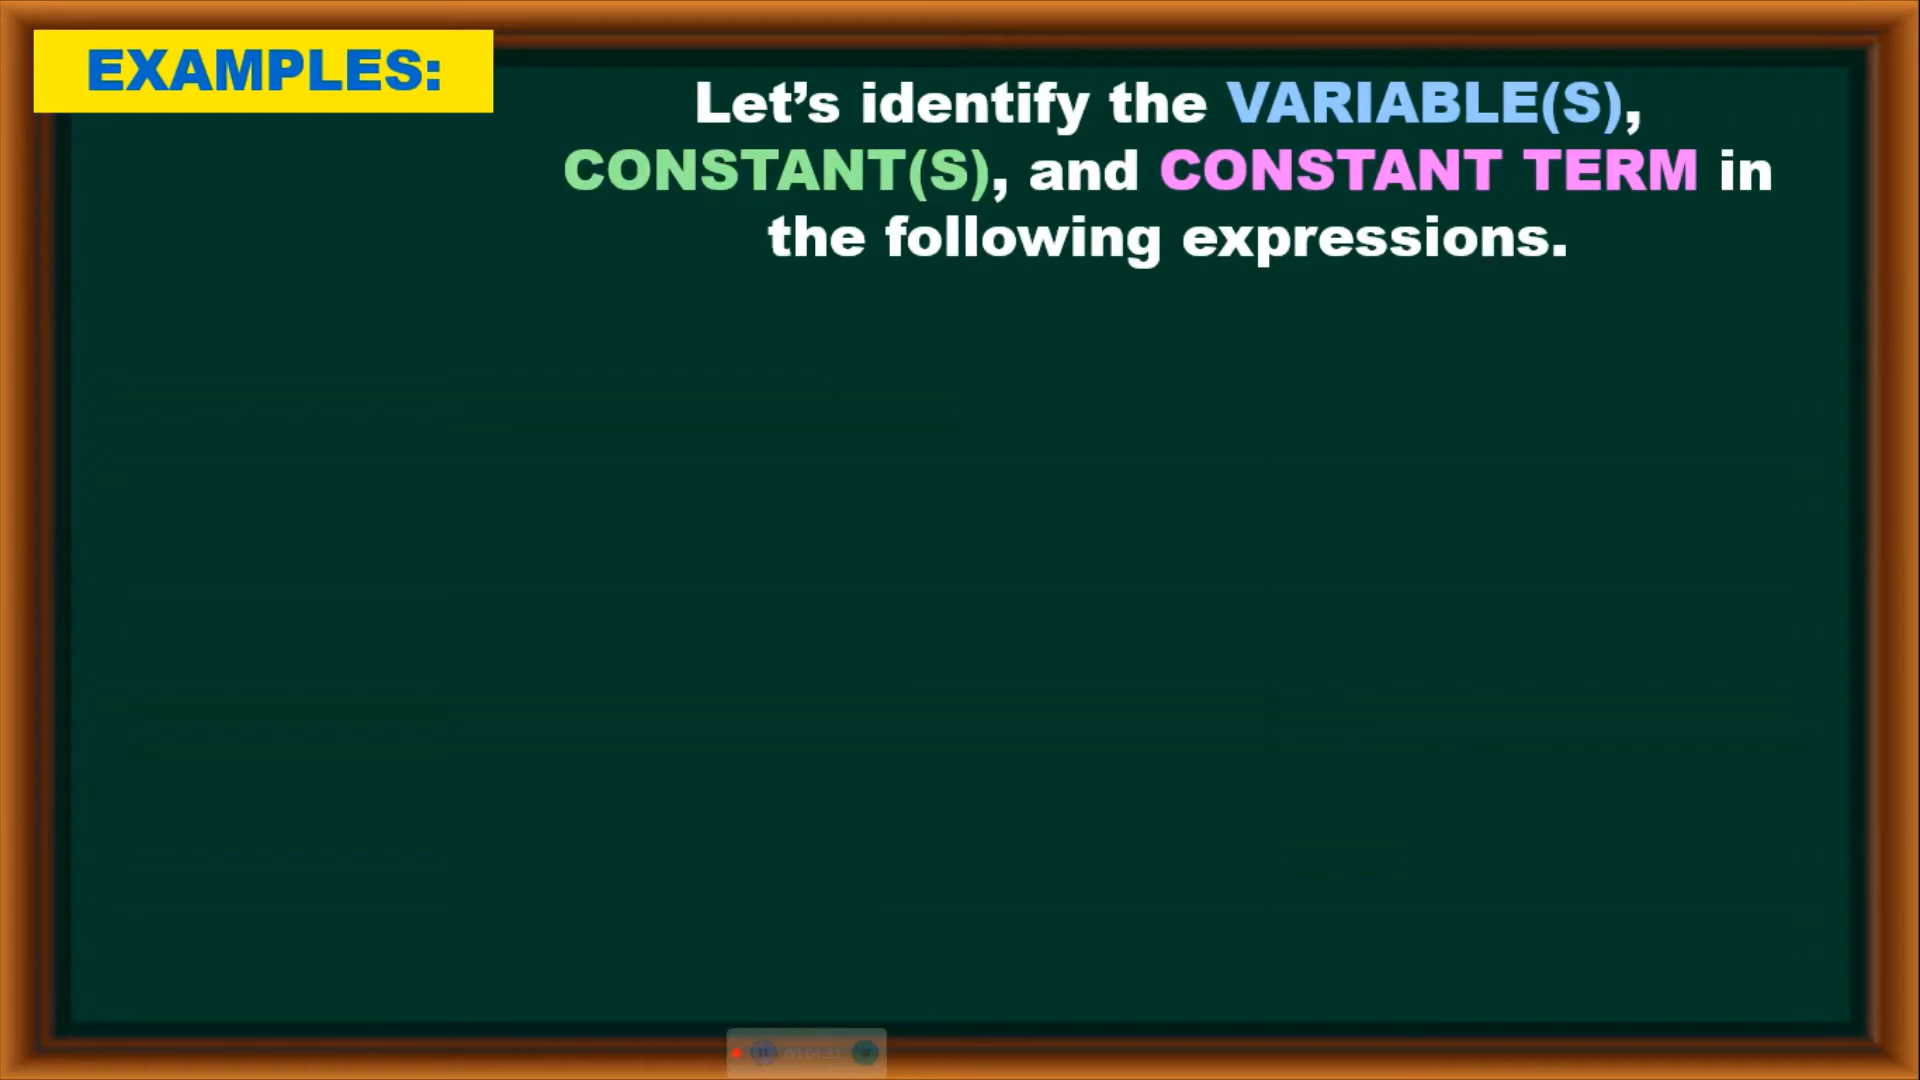 EXAMPLES:
Let’s identify the VARIABLE(S),
CONSTANT(S), and CONSTANT TERM in
the following expressions.